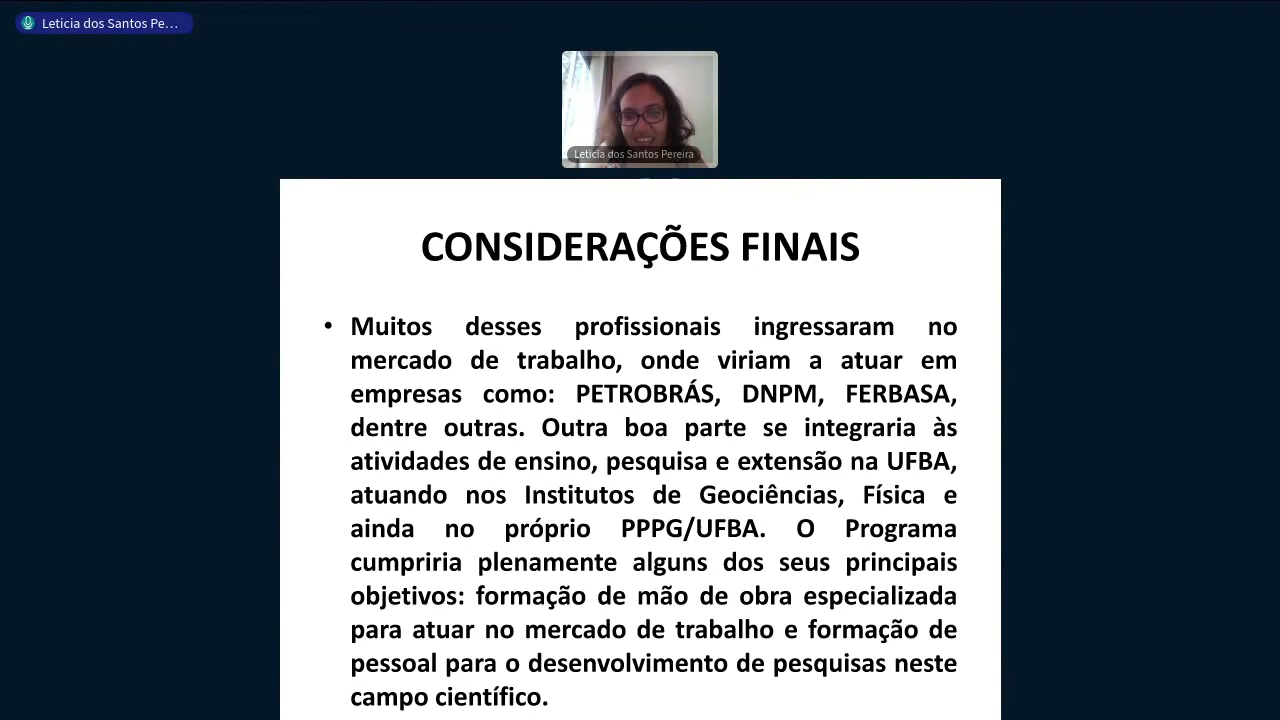 Leticia dos Santos Pe...
Leticia dos Santos Pereira
CONSIDERAÇÕES FINAIS
• Muitos desses profissionais ingressaram no
mercado de trabalho, onde viriam a atuar em
empresas como: PETROBRÁS, DNPM, FERBASA,
dentre outras. Outra boa parte se integraria às
atividades de ensino, pesquisa e extensão na UFBA,
atuando nos Institutos de Geociências, Física e
ainda no próprio PPPG/UFBA. O Programa
cumpriria plenamente alguns dos seus principais
objetivos: formação de mão de obra especializada
para atuar no mercado de trabalho e formação de
pessoal para o desenvolvimento de pesquisas neste
campo científico.